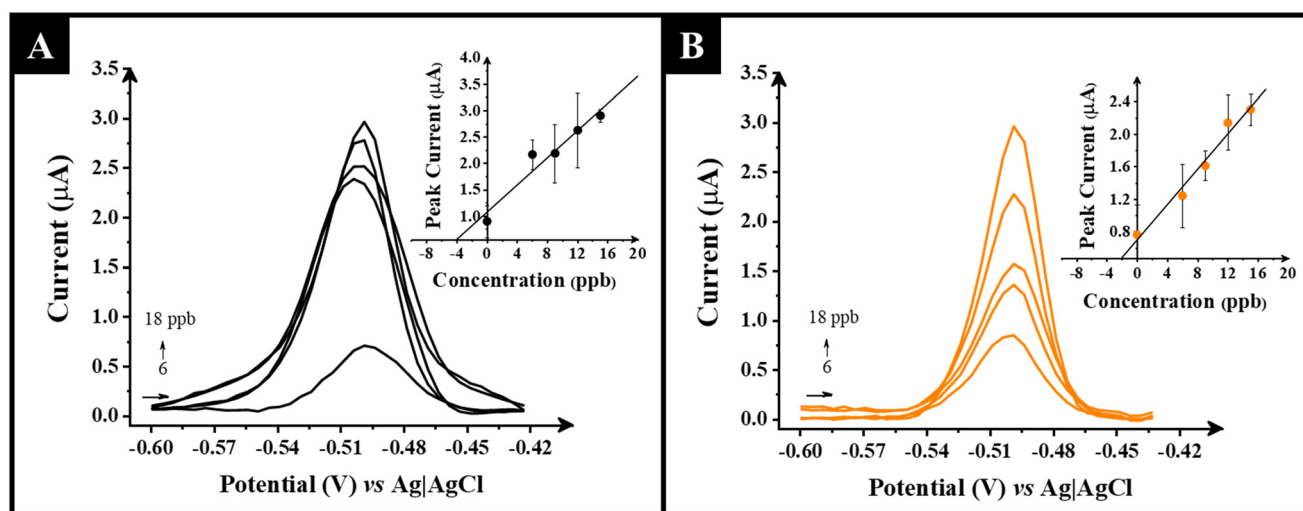 A
Current (µA)
3.5
3.0
2.5
2.0
1.5
1.0
0.5
0.0
18 ppb
6
-0.60 -0.57 -0.54 -0.51 -0.48 -0.45 -0.42
Potential (V) vs Ag|AgCl
Peak Current (µA)
4.0
3.5
3.0
2.5
2.0
1.5
1.0
-8 -4 0 4 8 12 16 20
Concentration (ppb)
B
Current (µA)
3.5
3.0
2.5
2.0
1.5
1.0
0.5
0.0
18 ppb
6
-0.60 -0.57 -0.54 -0.51 -0.48 -0.45 -0.42
Potential (V) vs Ag|AgCl
Peak Current (µA)
2.4
2.0
1.6
1.2
0.8
-8 -4 0 4 8 12 16 20
Concentration (ppb)